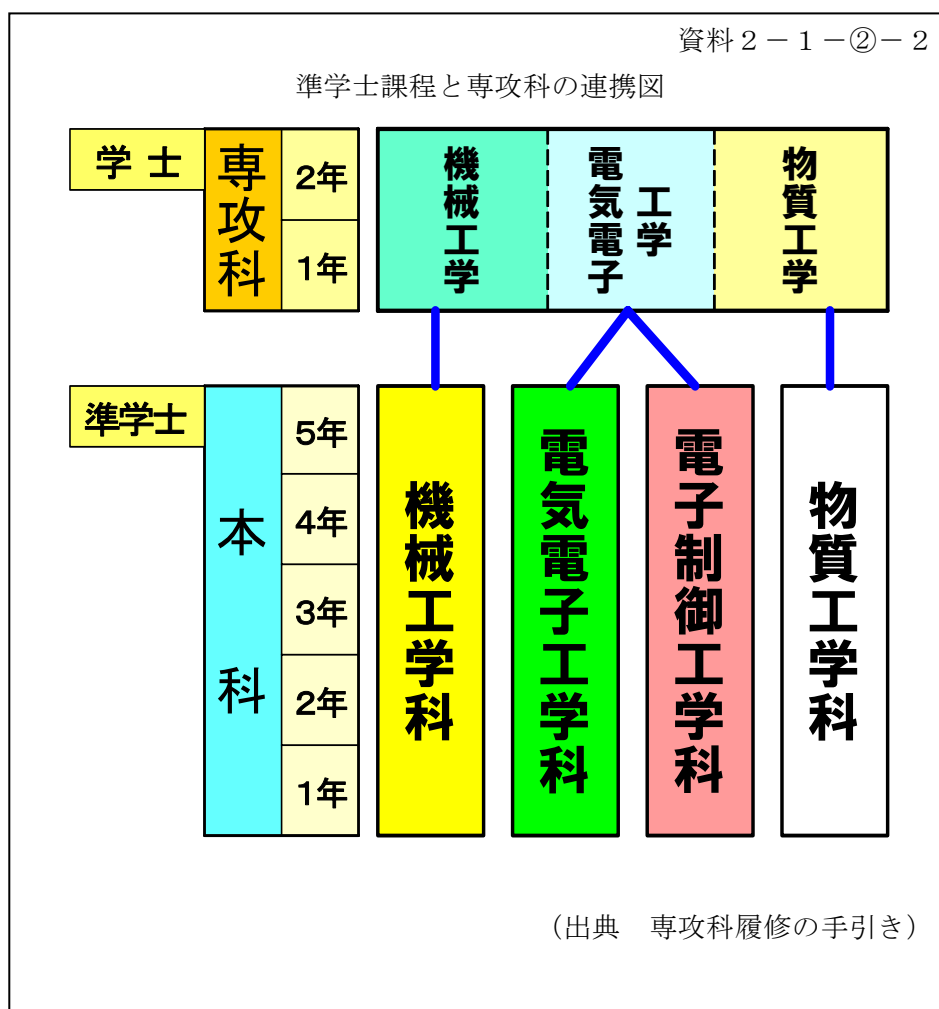 資料2-1-②-2
準学士課程と専攻科の連携図
学士
専攻科
2年
1年
機械工学
電気電子
工学
物質工学
準学士
本科
5年
4年
3年
2年
1年
機械工学科
電気電子工学科
電子制御工学科
物質工学科
(出典 専攻科履修の手引き)